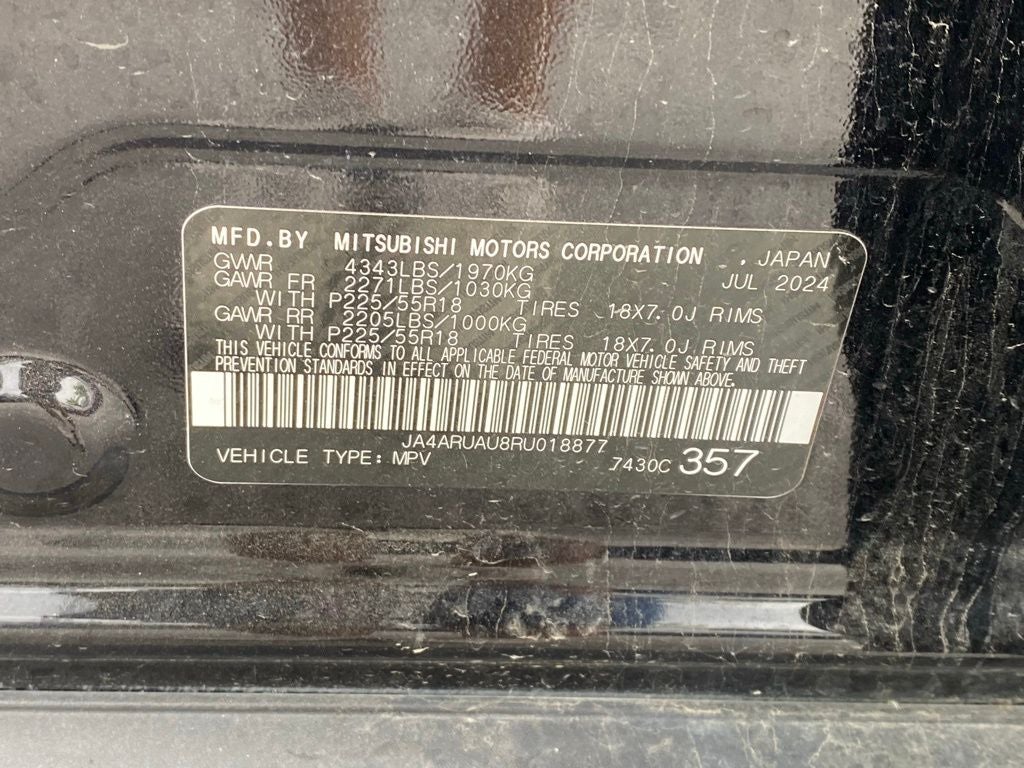 MFD.BY MITSUBISHI MOTORS CORPORATION . JAPAN
GVWR 4343LBS/1970KG JUL 2024
GAWR FR 2271LBS/1030KG
WITH P225/55R18 TIRES 18X7.0J RIMS
GAWR RR 2205LBS/1000KG
WITH P225/55R18 TIRES 18X7.0J RIMS
THIS VEHICLE CONFORMS TO ALL APPLICABLE FEDERAL MOTOR VEHICLE SAFETY AND THEFT
PREVENTION STANDARDS IN EFFECT ON THE DATE OF MANUFACTURE SHOWN ABOVE.
JA4ARUAU8RU018877
VEHICLE TYPE: MPV 7430C 357